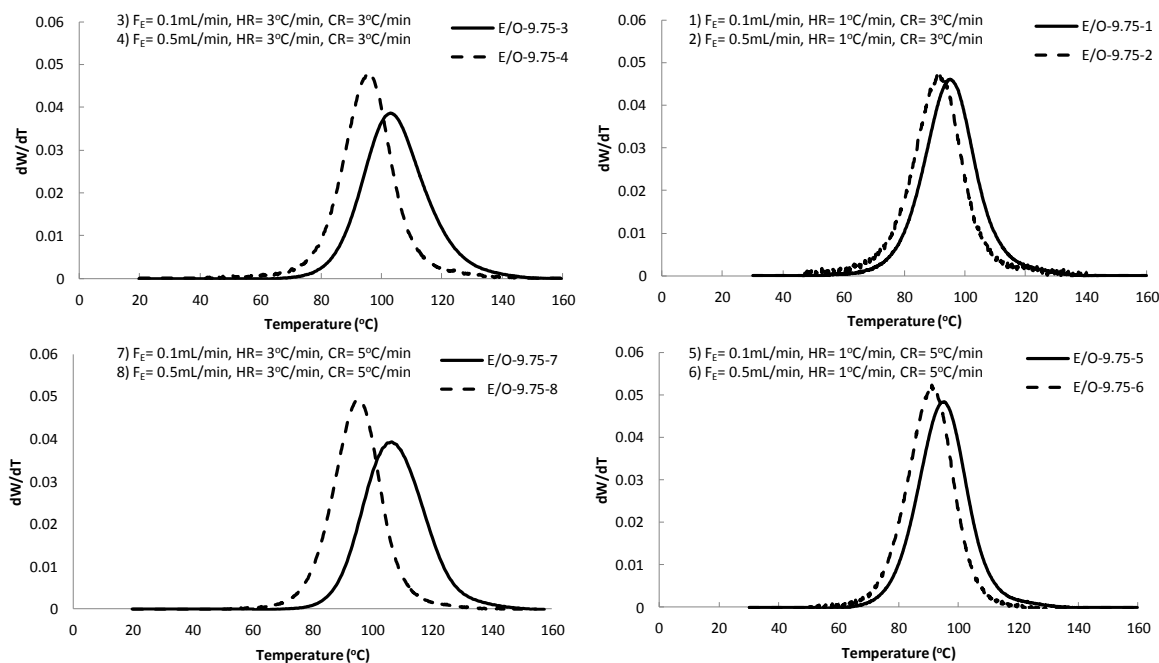 3) FE= 0.1mL/min, HR= 3°C/min, CR= 3°C/min
4) FE= 0.5mL/min, HR= 3°C/min, CR= 3°C/min
E/O-9.75-3
E/O-9.75-4
dW/dT
0.06
0.05
0.04
0.03
0.02
0.01
0
0 20 40 60 80 100 120 140 160
Temperature (°C)
1) FE= 0.1mL/min, HR= 1°C/min, CR= 3°C/min
2) FE= 0.5mL/min, HR= 1°C/min, CR= 3°C/min
E/O-9.75-1
E/O-9.75-2
dW/dT
0.06
0.05
0.04
0.03
0.02
0.01
0
0 20 40 60 80 100 120 140 160
Temperature (°C)
7) FE= 0.1mL/min, HR= 3°C/min, CR= 5°C/min
8) FE= 0.5mL/min, HR= 3°C/min, CR= 5°C/min
E/O-9.75-7
E/O-9.75-8
dW/dT
0.06
0.05
0.04
0.03
0.02
0.01
0
0 20 40 60 80 100 120 140 160
Temperature (°C)
5) FE= 0.1mL/min, HR= 1°C/min, CR= 5°C/min
6) FE= 0.5mL/min, HR= 1°C/min, CR= 5°C/min
E/O-9.75-5
E/O-9.75-6
dW/dT
0.06
0.05
0.04
0.03
0.02
0.01
0
0 20 40 60 80 100 120 140 160
Temperature (°C)